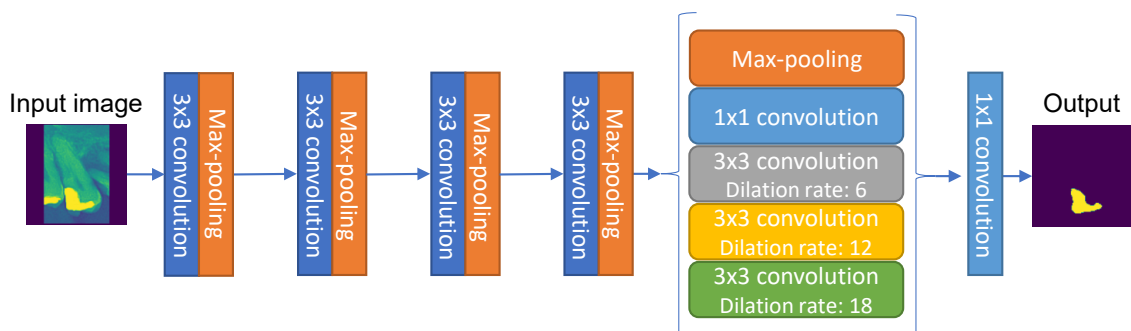 Input image
3x3 convolution
Max-pooling
3x3 convolution
Max-pooling
3x3 convolution
Max-pooling
3x3 convolution
Max-pooling
Max-pooling
1x1 convolution
3x3 convolution
Dilation rate: 6
3x3 convolution
Dilation rate: 12
3x3 convolution
Dilation rate: 18
1x1 convolution
Output